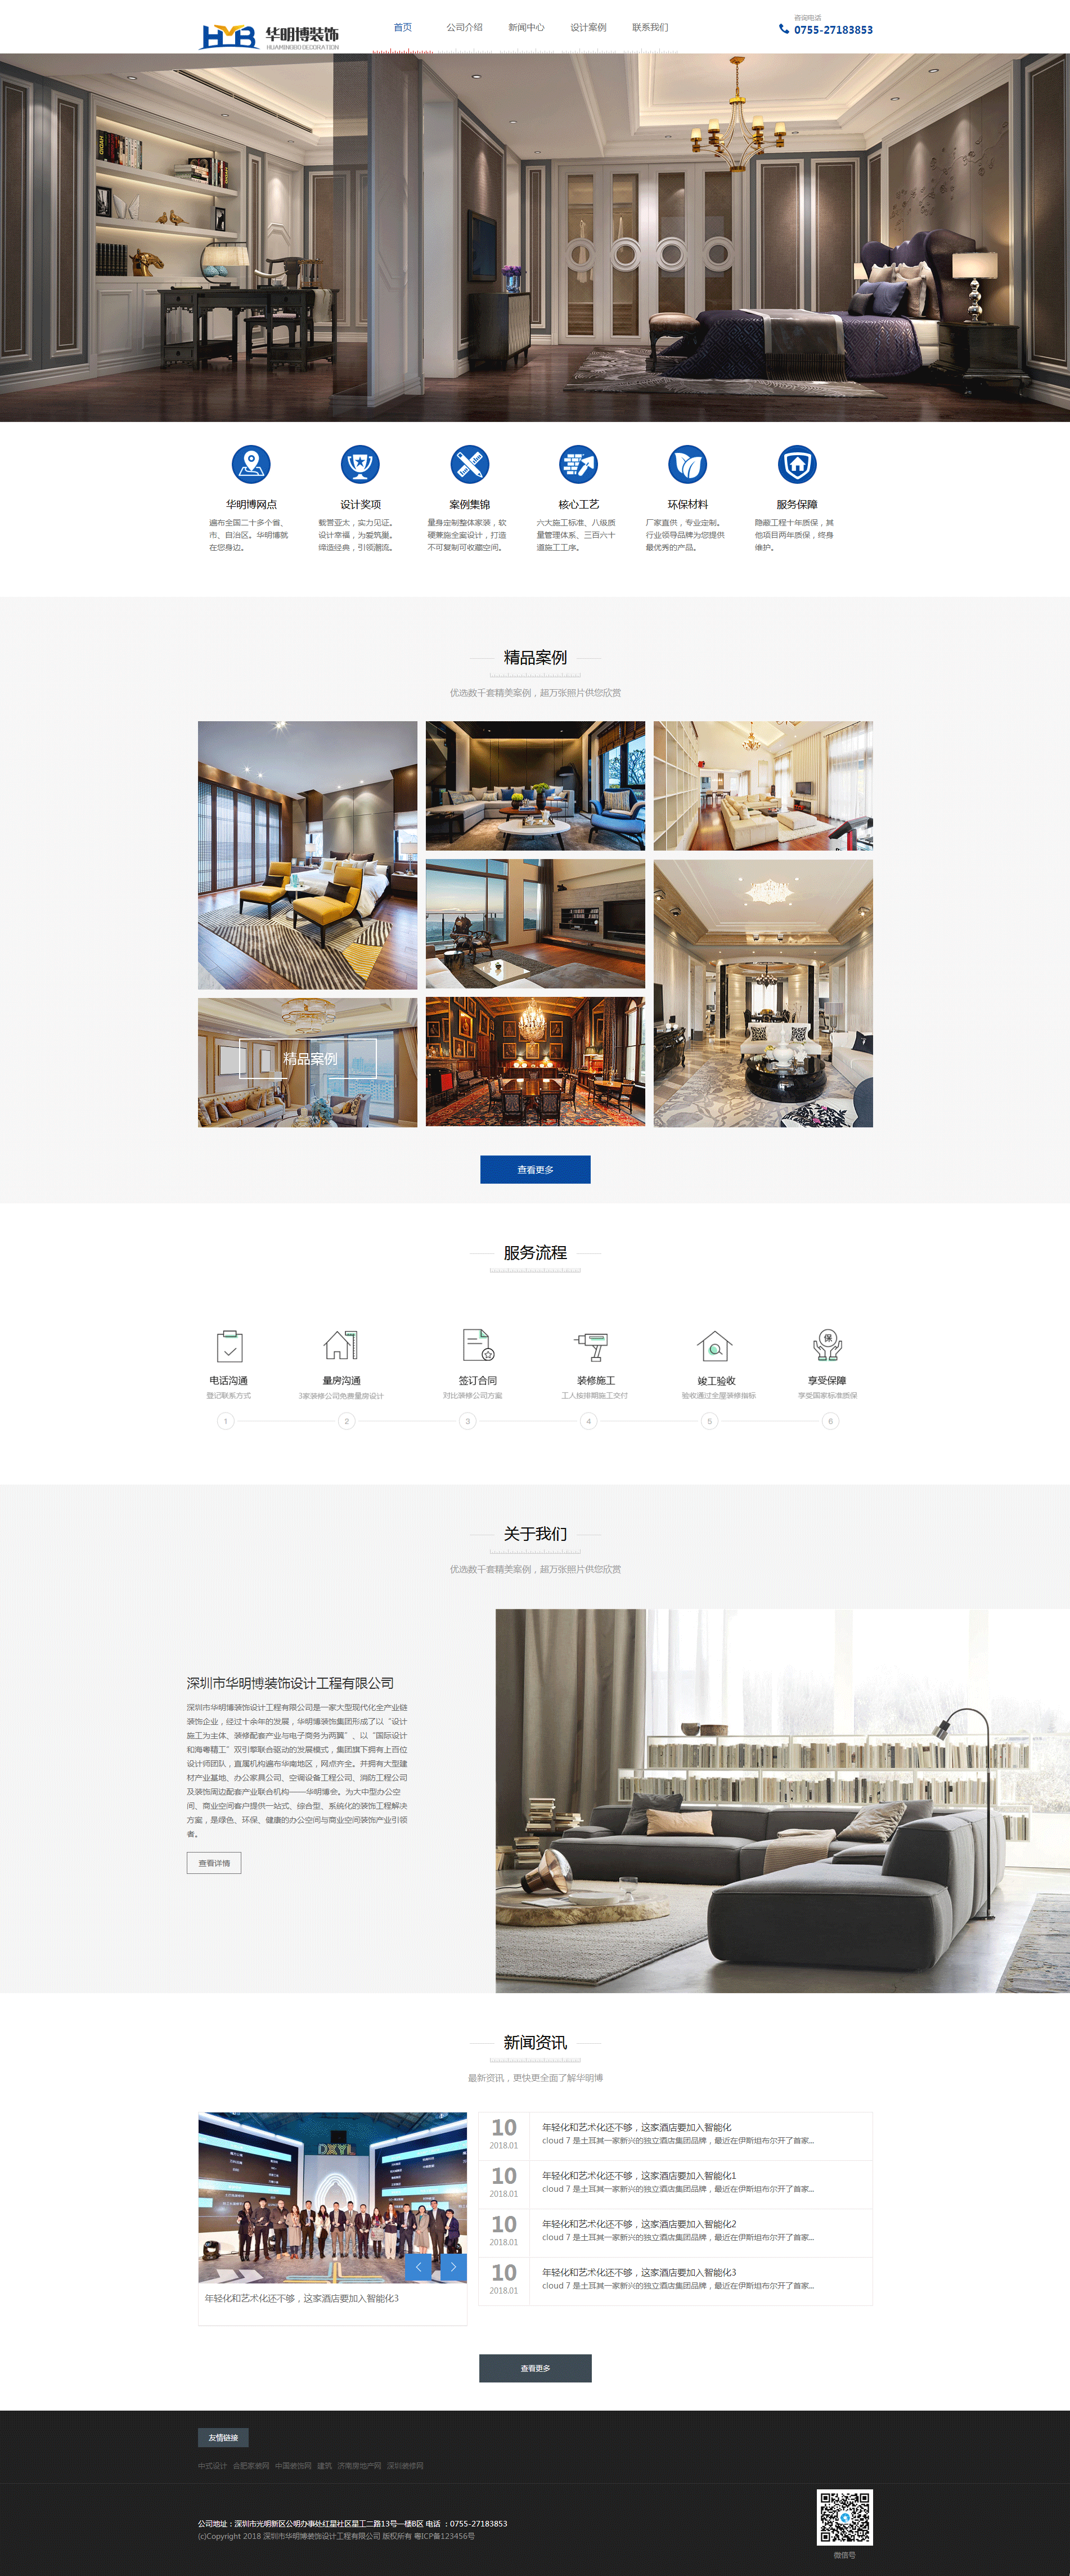 HMB 华明博装饰
HUAMINGBO DECORATION
首页 公司介绍 新闻中心 设计案例 联系我们
咨询电话
0755-27183853
华明博网点
遍布全国二十多个省、
市、自治区。华明博就
在您身边。
设计奖项
载誉亚太，实力见证。
设计幸福，为爱筑巢。
缔造经典，引领潮流。
案例集锦
量身定制整体家装，软
硬兼施全案设计，打造
不可复制可收藏空间。
核心工艺
六大施工标准、八级质
量管理体系、三百六十
道施工工序。
环保材料
厂家直供，专业定制。
行业领导品牌为您提供
最优秀的产品。
服务保障
隐蔽工程十年质保，其
他项目两年质保，终身
维护。
精品案例
优选数千套精美案例，超万张照片供您欣赏
精品案例
查看更多
服务流程
电话沟通
登记联系方式
量房沟通
3家装修公司免费量房设计
签订合同
对比装修公司方案
装修施工
工人按排期施工交付
竣工验收
验收通过全屋装修指标
保
享受保障
享受国家标准质保
1 2 3 4 5 6
关于我们
优选数千套精美案例，超万张照片供您欣赏
深圳市华明博装饰设计工程有限公司
深圳市华明博装饰设计工程有限公司是一家大型现代化全产业链
装饰企业，经过十余年的发展，华明博装饰集团形成了以“设计
施工为主体、装修配套产业与电子商务为两翼”、以“国际设计
和海粤精工”双引擎联合驱动的发展模式，集团旗下拥有上百位
设计师团队，直属机构遍布华南地区，网点齐全。并拥有大型建
材产业基地、办公家具公司、空调设备工程公司、消防工程公司
及装饰周边配套产业联合机构——华明博会。为大中型办公空
间、商业空间客户提供一站式、综合型、系统化的装饰工程解决
方案，是绿色、环保、健康的办公空间与商业空间装饰产业引领
者。
查看详情
新闻资讯
最新资讯，更快更全面了解华明博
DXYL
年轻化和艺术化还不够，这家酒店要加入智能化3
10
2018.01
年轻化和艺术化还不够，这家酒店要加入智能化
cloud 7 是土耳其一家新兴的独立酒店集团品牌，最近在伊斯坦布尔开了首家...
10
2018.01
年轻化和艺术化还不够，这家酒店要加入智能化1
cloud 7 是土耳其一家新兴的独立酒店集团品牌，最近在伊斯坦布尔开了首家...
10
2018.01
年轻化和艺术化还不够，这家酒店要加入智能化2
cloud 7 是土耳其一家新兴的独立酒店集团品牌，最近在伊斯坦布尔开了首家...
10
2018.01
年轻化和艺术化还不够，这家酒店要加入智能化3
cloud 7 是土耳其一家新兴的独立酒店集团品牌，最近在伊斯坦布尔开了首家...
查看更多
友情链接
中式设计 合肥家装网 中国装饰网 建筑 济南房地产网 深圳装修网
公司地址：深圳市光明新区公明办事处红星社区星工二路13号一楼B区 电话 ：0755-27183853
(c)Copyright 2018 深圳市华明博装饰设计工程有限公司 版权所有 粤ICP备123456号
微信号